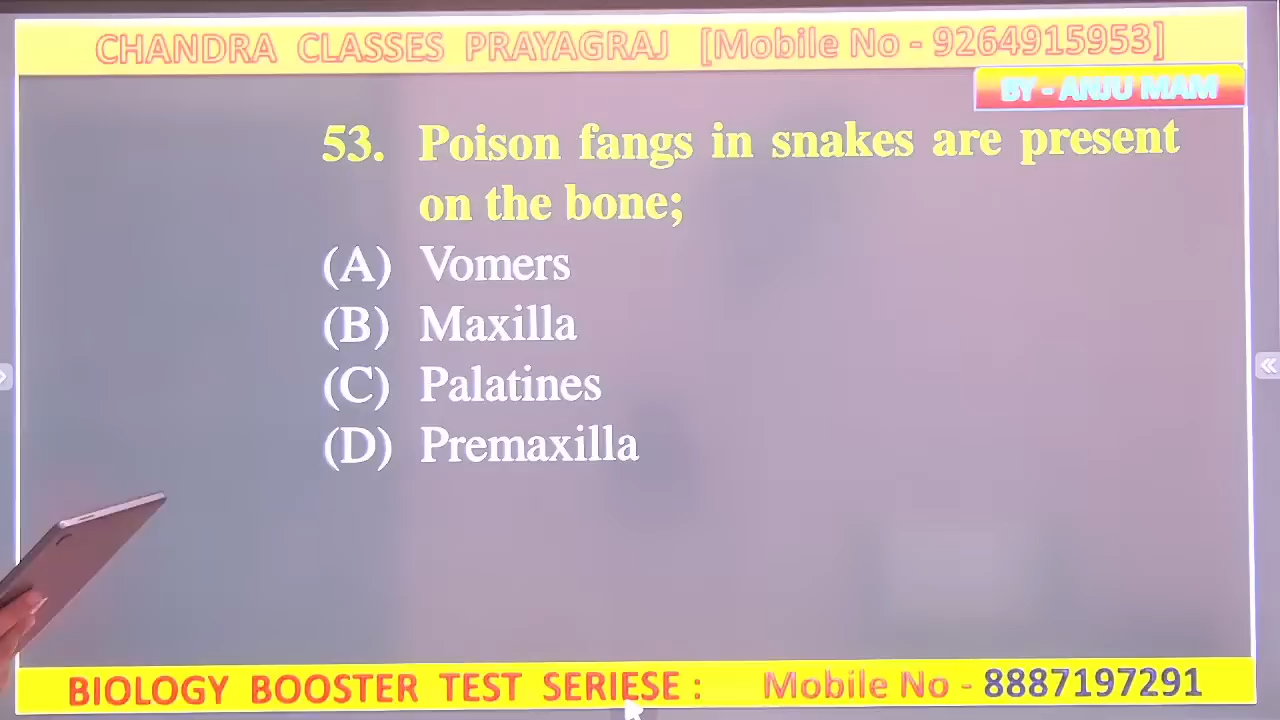 CHANDRA CLASSES PRAYAGRAJ [Mobile No - 9264915953]
BY - ANJU MAM
53. Poison fangs in snakes are present
on the bone;
(A) Vomers
(B) Maxilla
(C) Palatines
(D) Premaxilla
BIOLOGY BOOSTER TEST SERIESE : Mobile No - 8887197291